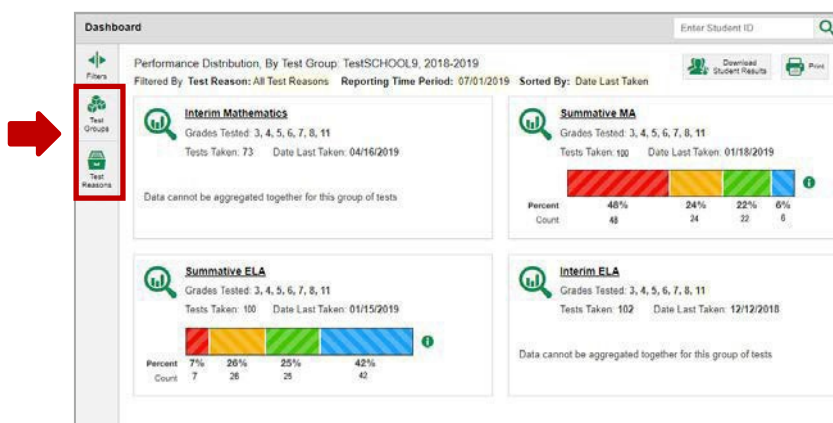 Dashboard
Enter Student ID
Filters
Test
Groups
Test
Reasons
Performance Distribution, By Test Group: TestSCHOOL9, 2018-2019
Filtered By Test Reason: All Test Reasons Reporting Time Period: 07/01/2019 Sorted By: Date Last Taken
Download
Student Results
Print
Interim Mathematics
Grades Tested: 3, 4, 5, 6, 7, 8, 11
Tests Taken: 73 Date Last Taken: 04/16/2019
Data cannot be aggregated together for this group of tests
Summative MA
Grades Tested: 3, 4, 5, 6, 7, 8, 11
Tests Taken: 100 Date Last Taken: 01/18/2019
Percent 48% 24% 22% 6%
Count 48 24 22 6
Summative ELA
Grades Tested: 3, 4, 5, 6, 7, 8, 11
Tests Taken: 100 Date Last Taken: 01/15/2019
Percent 7% 26% 25% 42%
Count 7 26 25 42
Interim ELA
Grades Tested: 3, 4, 5, 6, 7, 8, 11
Tests Taken: 102 Date Last Taken: 12/12/2018
Data cannot be aggregated together for this group of tests